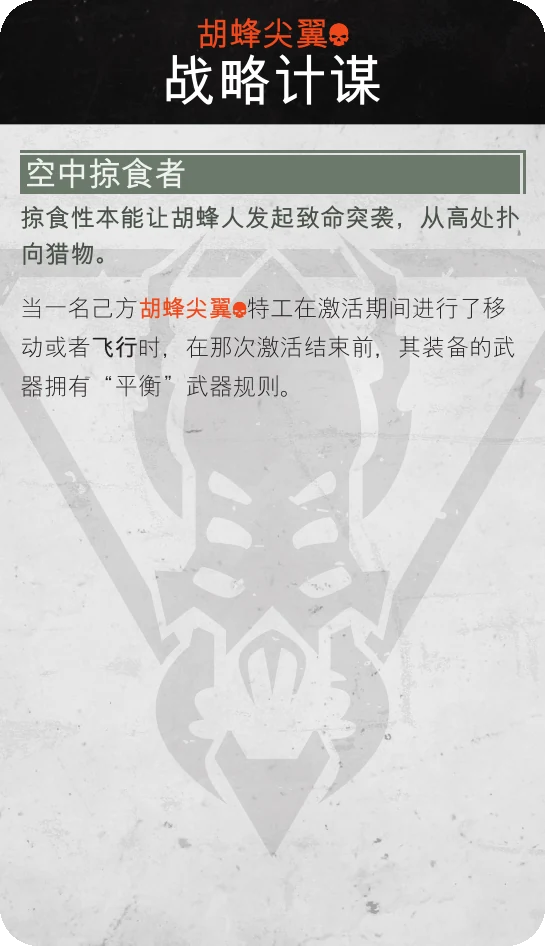 胡蜂尖翼
战略计谋
空中掠食者
掠食性本能让胡蜂人发起致命突袭，从高处扑
向猎物。
当一名己方胡蜂尖翼特工在激活期间进行了移
动或者飞行时，在那次激活结束前，其装备的武
器拥有“平衡”武器规则。